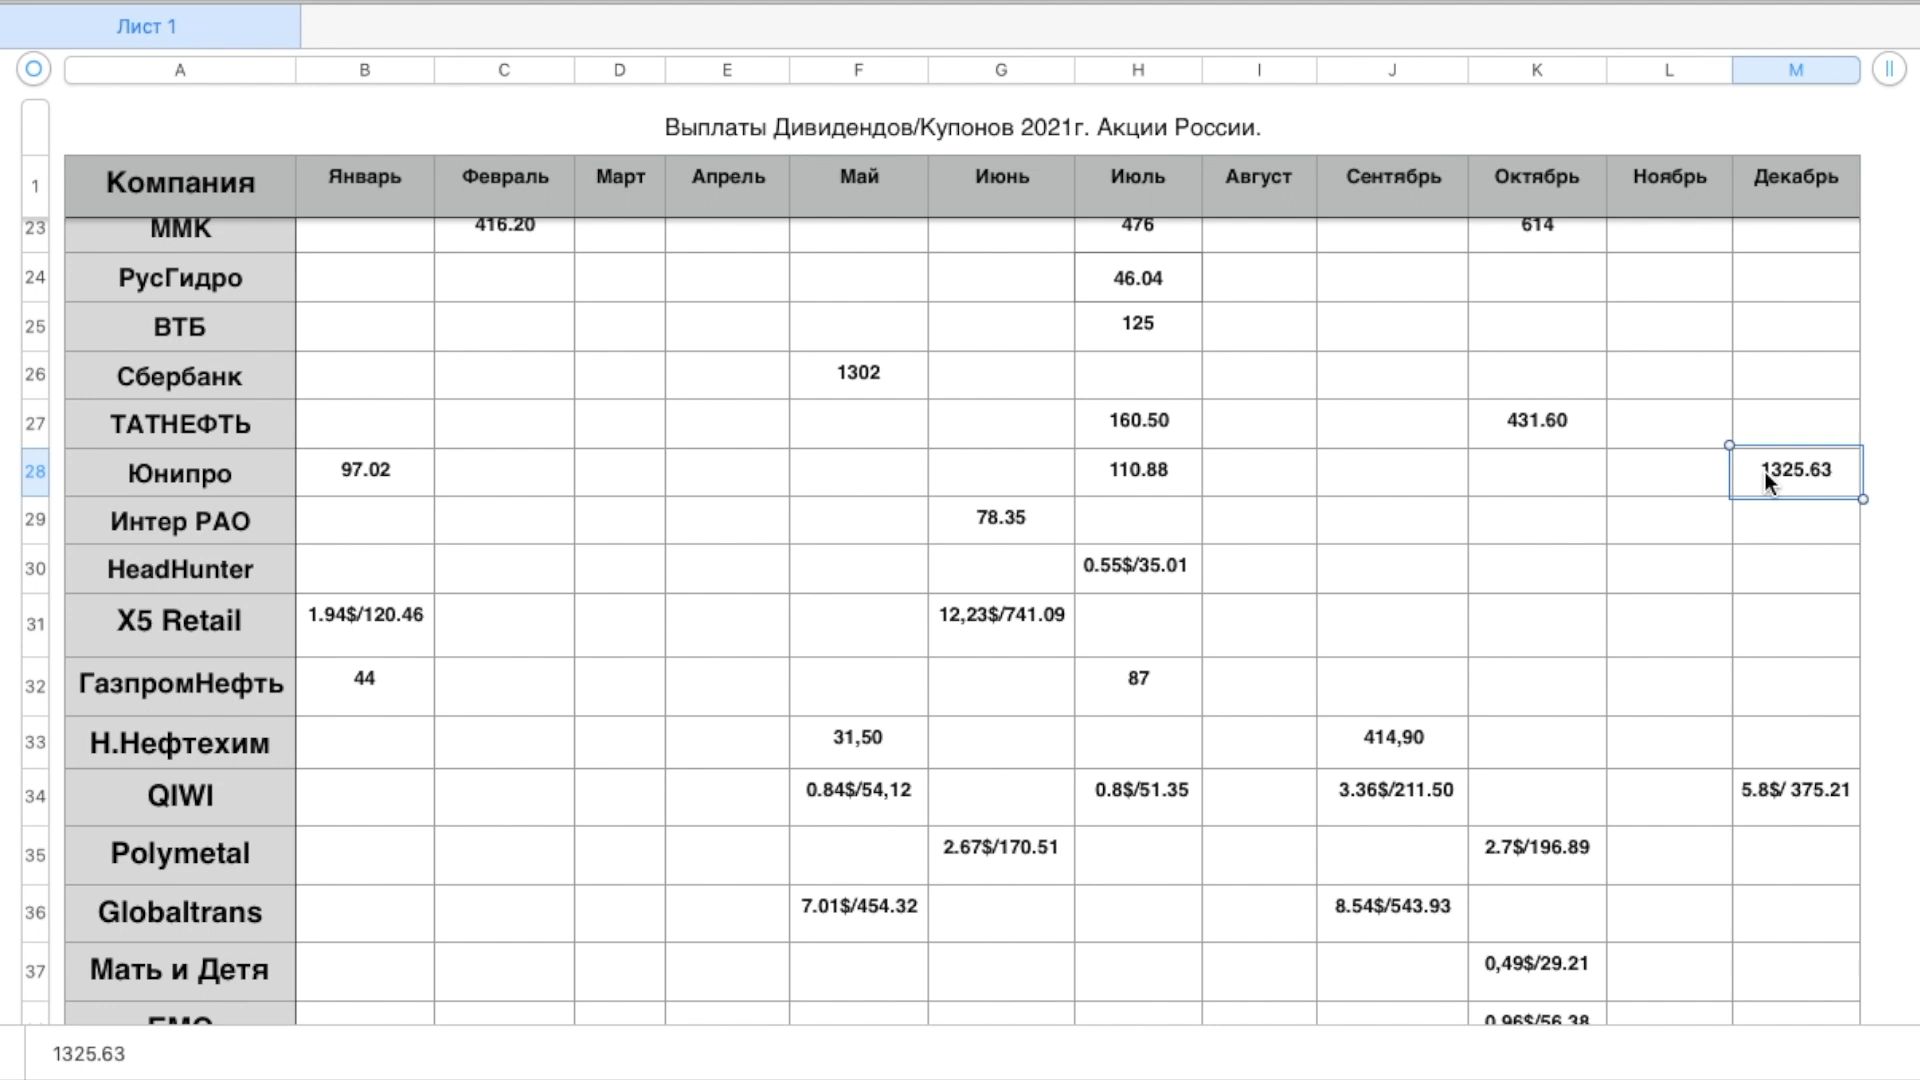 Лист 1
A B C D E F G H I J K L M
Выплаты Дивидендов/Купонов 2021г. Акции России.
1 Компания Январь Февраль Март Апрель Май Июнь Июль Август Сентябрь Октябрь Ноябрь Декабрь
23 ММК 416.20 476 614
24 РусГидро 46.04
25 ВТБ 125
26 Сбербанк 1302
27 ТАТНЕФТЬ 160.50 431.60
28 Юнипро 97.02 110.88 1325.63
29 Интер РАО 78.35
30 HeadHunter 0.55$/35.01
31 X5 Retail 1.94$/120.46 12,23$/741.09
32 ГазпромНефть 44 87
33 Н.Нефтехим 31,50 414,90
34 QIWI 0.84$/54,12 0.8$/51.35 3.36$/211.50 5.8$/ 375.21
35 Polymetal 2.67$/170.51 2.7$/196.89
36 Globaltrans 7.01$/454.32 8.54$/543.93
37 Мать и Детя 0,49$/29.21
0.96$/56.38
1325.63